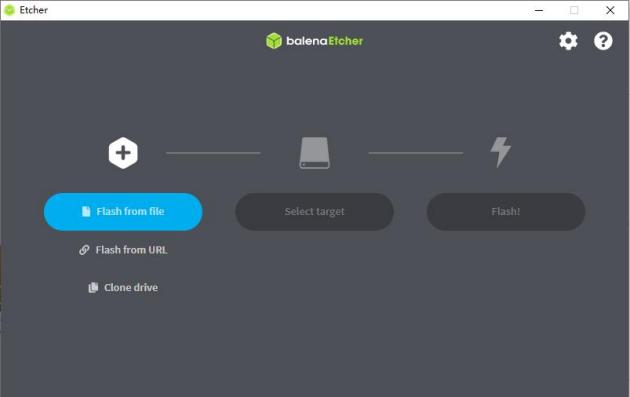 Etcher
balenaEtcher
Flash from file
Select target
Flash!
Flash from URL
Clone drive